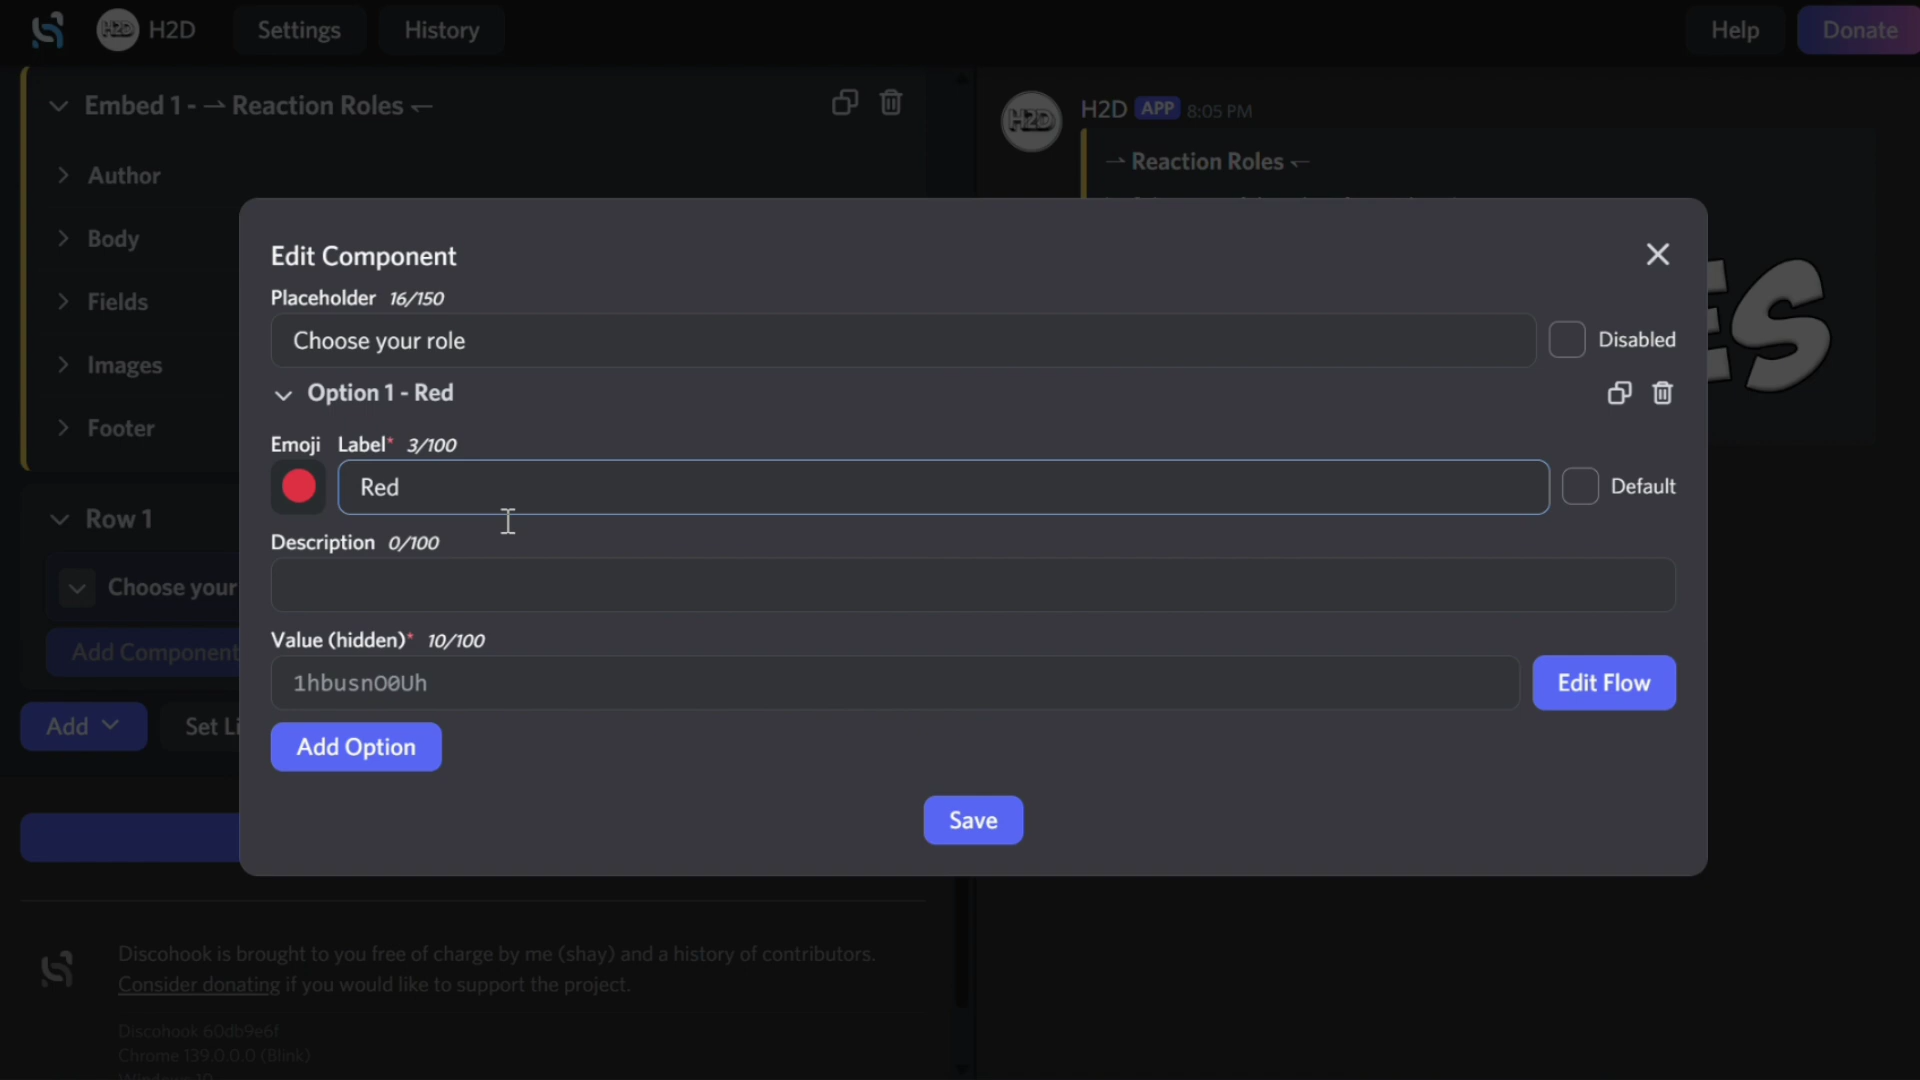 H2D H2D Settings History Help Donate
Embed 1 - ⇀ Reaction Roles ↽
H2D H2D APP 8:05 PM
⇀ Reaction Roles ↽
Author
Body
Fields
Images
Footer
Row 1
Choose your
Add Component
Add Set Li
Edit Component
Placeholder 16/150
Choose your role Disabled
Option 1 - Red
Emoji Label* 3/100
Red Default
Description 0/100
Value (hidden)* 10/100
1hbusnO0Uh Edit Flow
Add Option
Save
ES
Discohook is brought to you free of charge by me (shay) and a history of contributors.
Consider donating if you would like to support the project.
Discohook 60db9e6f
Chrome 139.0.0.0 (Blink)